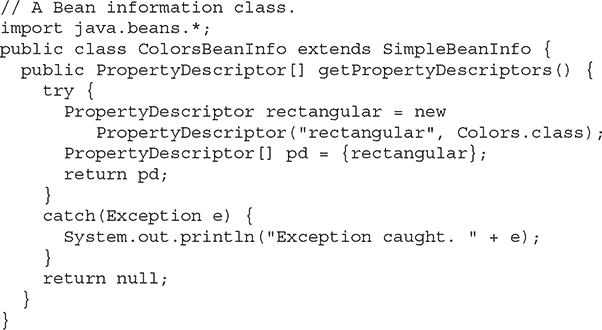 // A Bean information class.
import java.beans.*;
public class ColorsBeanInfo extends SimpleBeanInfo {
  public PropertyDescriptor[] getPropertyDescriptors() {
    try {
      PropertyDescriptor rectangular = new
         PropertyDescriptor("rectangular", Colors.class);
      PropertyDescriptor[] pd = {rectangular};
      return pd;
    }
    catch(Exception e) {
      System.out.println("Exception caught. " + e);
    }
    return null;
  }
}